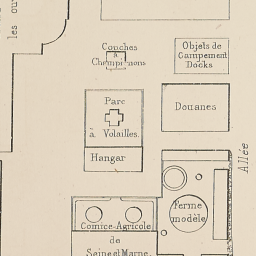 les ou
Couches
à
Champignons
Objets de
Campement
Docks
Parc
à Volailles.
Douanes
Hangar
Allée
Ferme
modèle
Comice-Agricole
de
Seine et Marne